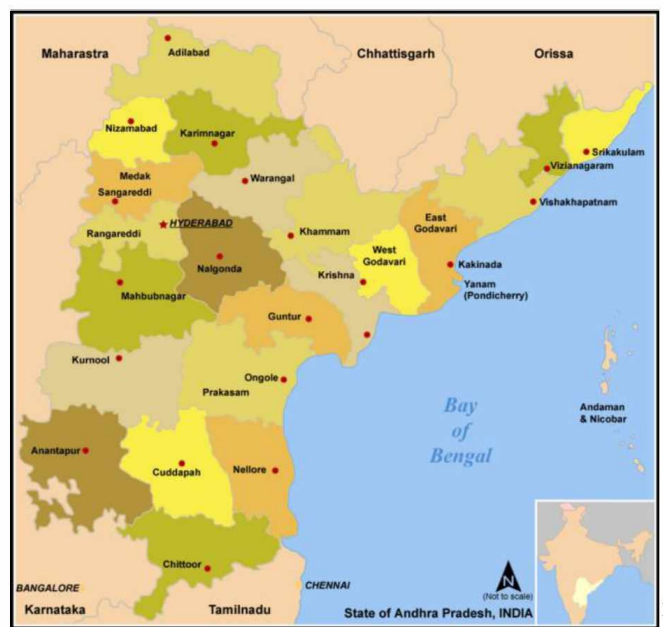 Maharastra
Chhattisgarh
Orissa
Adilabad
Nizamabad
Karimnagar
Srikakulam
Vizianagaram
Medak
Warangal
Sangareddi
Vishakhapatnam
HYDERABAD
Rangareddi
Khammam
East
Godavari
West
Godavari
Nalgonda
Krishna
Kakinada
Mahbubnagar
Yanam
(Pondicherry)
Guntur
Kurnool
Ongole
Prakasam
Bay
of
Bengal
Andaman
& Nicobar
Anantapur
Cuddapah
Nellore
Chittoor
N
(Not to scale)
BANGALORE
CHENNAI
Karnataka
Tamilnadu
State of Andhra Pradesh, INDIA